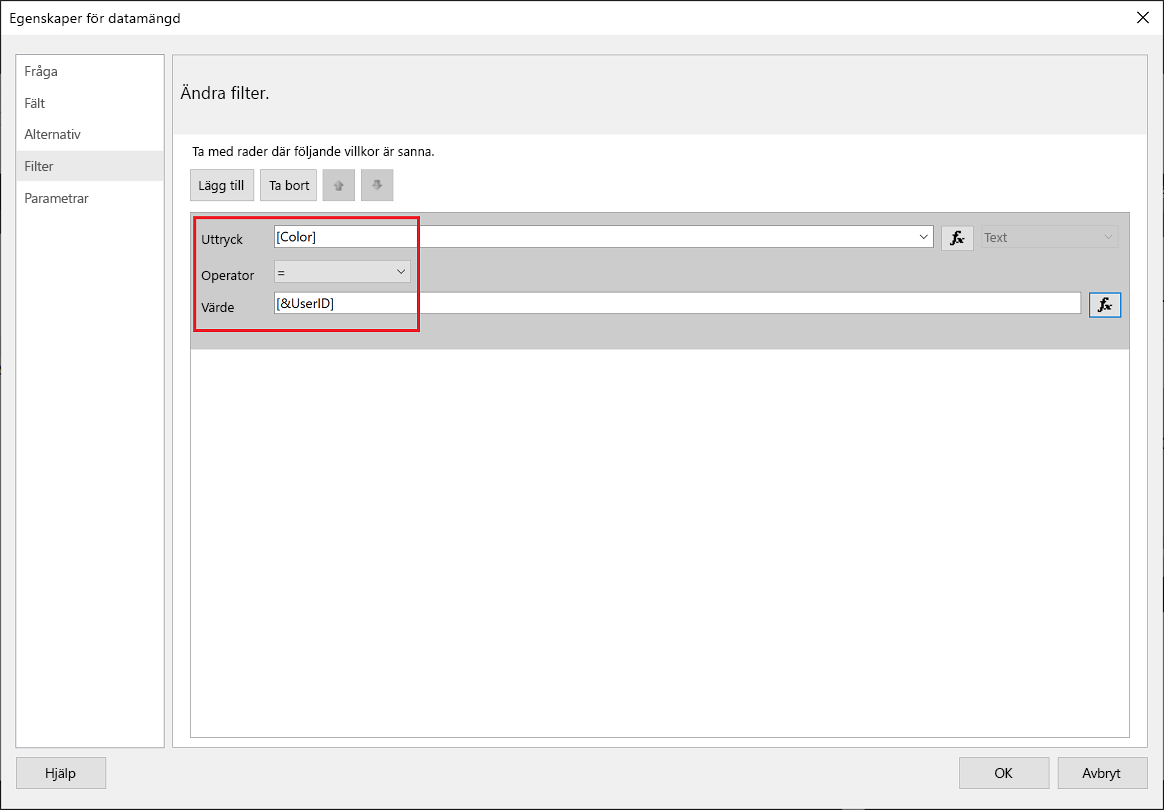 Egenskaper för datamängd
Fråga
Fält
Alternativ
Filter
Parametrar
Ändra filter.
Ta med rader där följande villkor är sanna.
Lägg till Ta bort
Uttryck [Color] fx Text
Operator =
Värde [&UserID] fx
Hjälp OK Avbryt